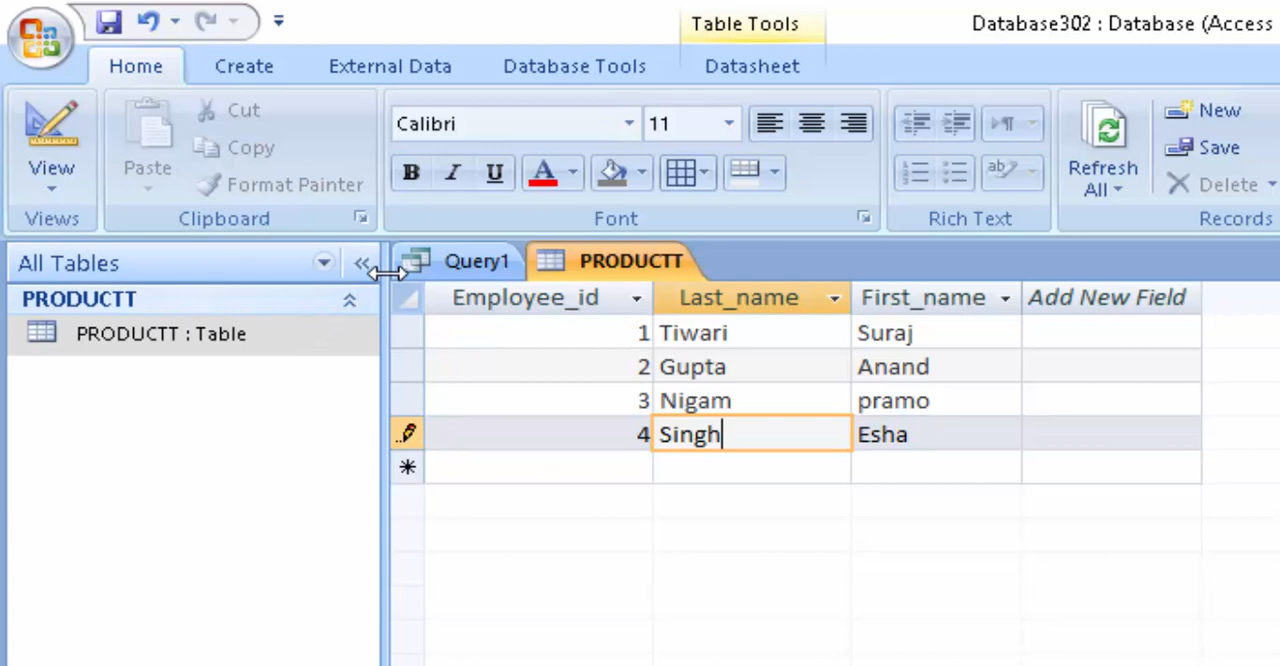 Table Tools
Database302 : Database (Access
Home Create External Data Database Tools Datasheet
View
Paste
Cut
Copy
Format Painter
Calibri 11
B I U A
ab
Refresh
All
New
Save
Delete
Views Clipboard Font Rich Text Records
All Tables «
Query1 PRODUCTT
PRODUCTT
PRODUCTT : Table
Employee_id Last_name First_name Add New Field
1 Tiwari Suraj
2 Gupta Anand
3 Nigam pramo
4 Singh Esha